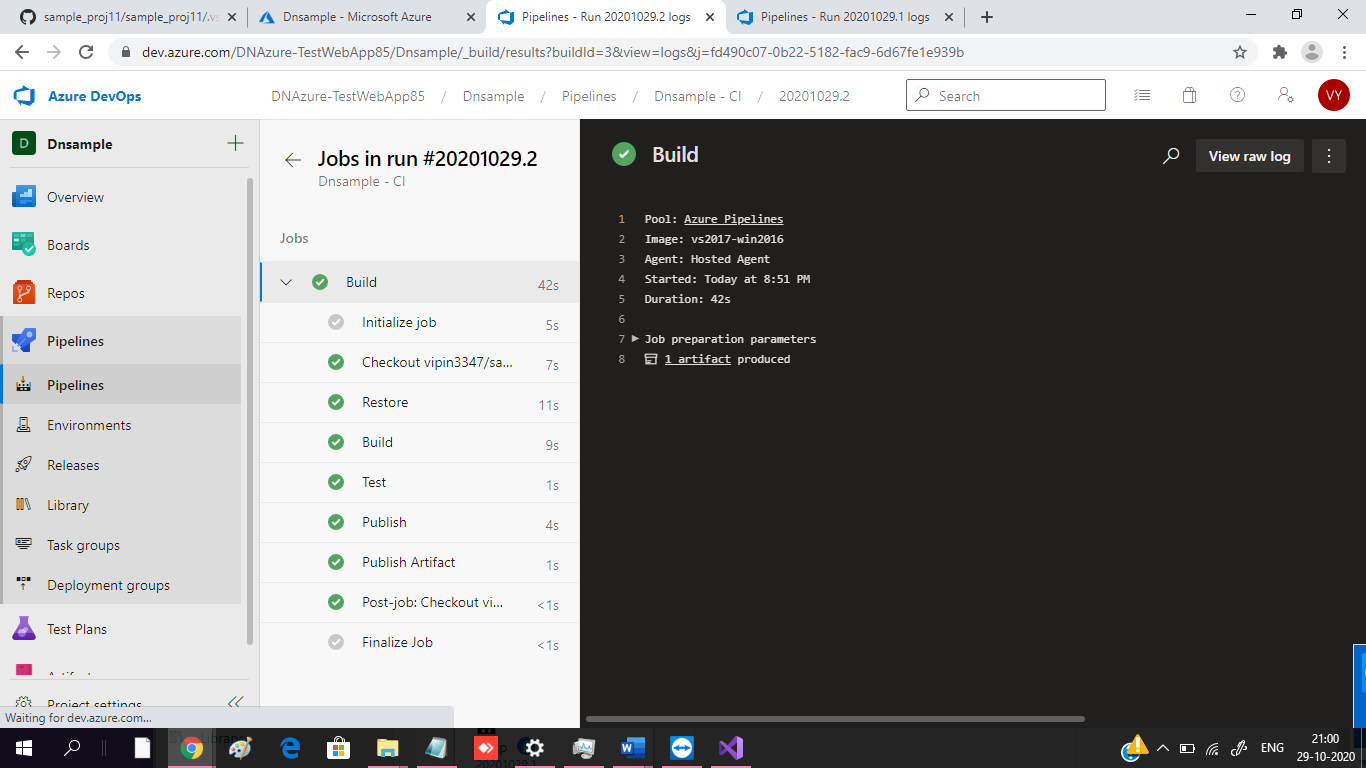 sample_proj11/sample_proj11/.vs
Dnsample - Microsoft Azure
Pipelines - Run 20201029.2 logs
Pipelines - Run 20201029.1 logs
dev.azure.com/DNAzure-TestWebApp85/Dnsample/_build/results?buildId=3&view=logs&j=fd490c07-0b22-5182-fac9-6d67fe1e939b
Azure DevOps
DNAzure-TestWebApp85 / Dnsample / Pipelines / Dnsample - CI / 20201029.2
Search
VY
D Dnsample
Overview
Boards
Repos
Pipelines
Pipelines
Environments
Releases
Library
Task groups
Deployment groups
Test Plans
Project settings
Waiting for dev.azure.com...
Jobs in run #20201029.2
Dnsample - CI
Jobs
Build 42s
Initialize job 5s
Checkout vipin3347/sa... 7s
Restore 11s
Build 9s
Test 1s
Publish 4s
Publish Artifact 1s
Post-job: Checkout vi... <1s
Finalize Job <1s
Build
View raw log
1 Pool: Azure Pipelines
2 Image: vs2017-win2016
3 Agent: Hosted Agent
4 Started: Today at 8:51 PM
5 Duration: 42s
6
7 Job preparation parameters
8 1 artifact produced
ENG
21:00
29-10-2020